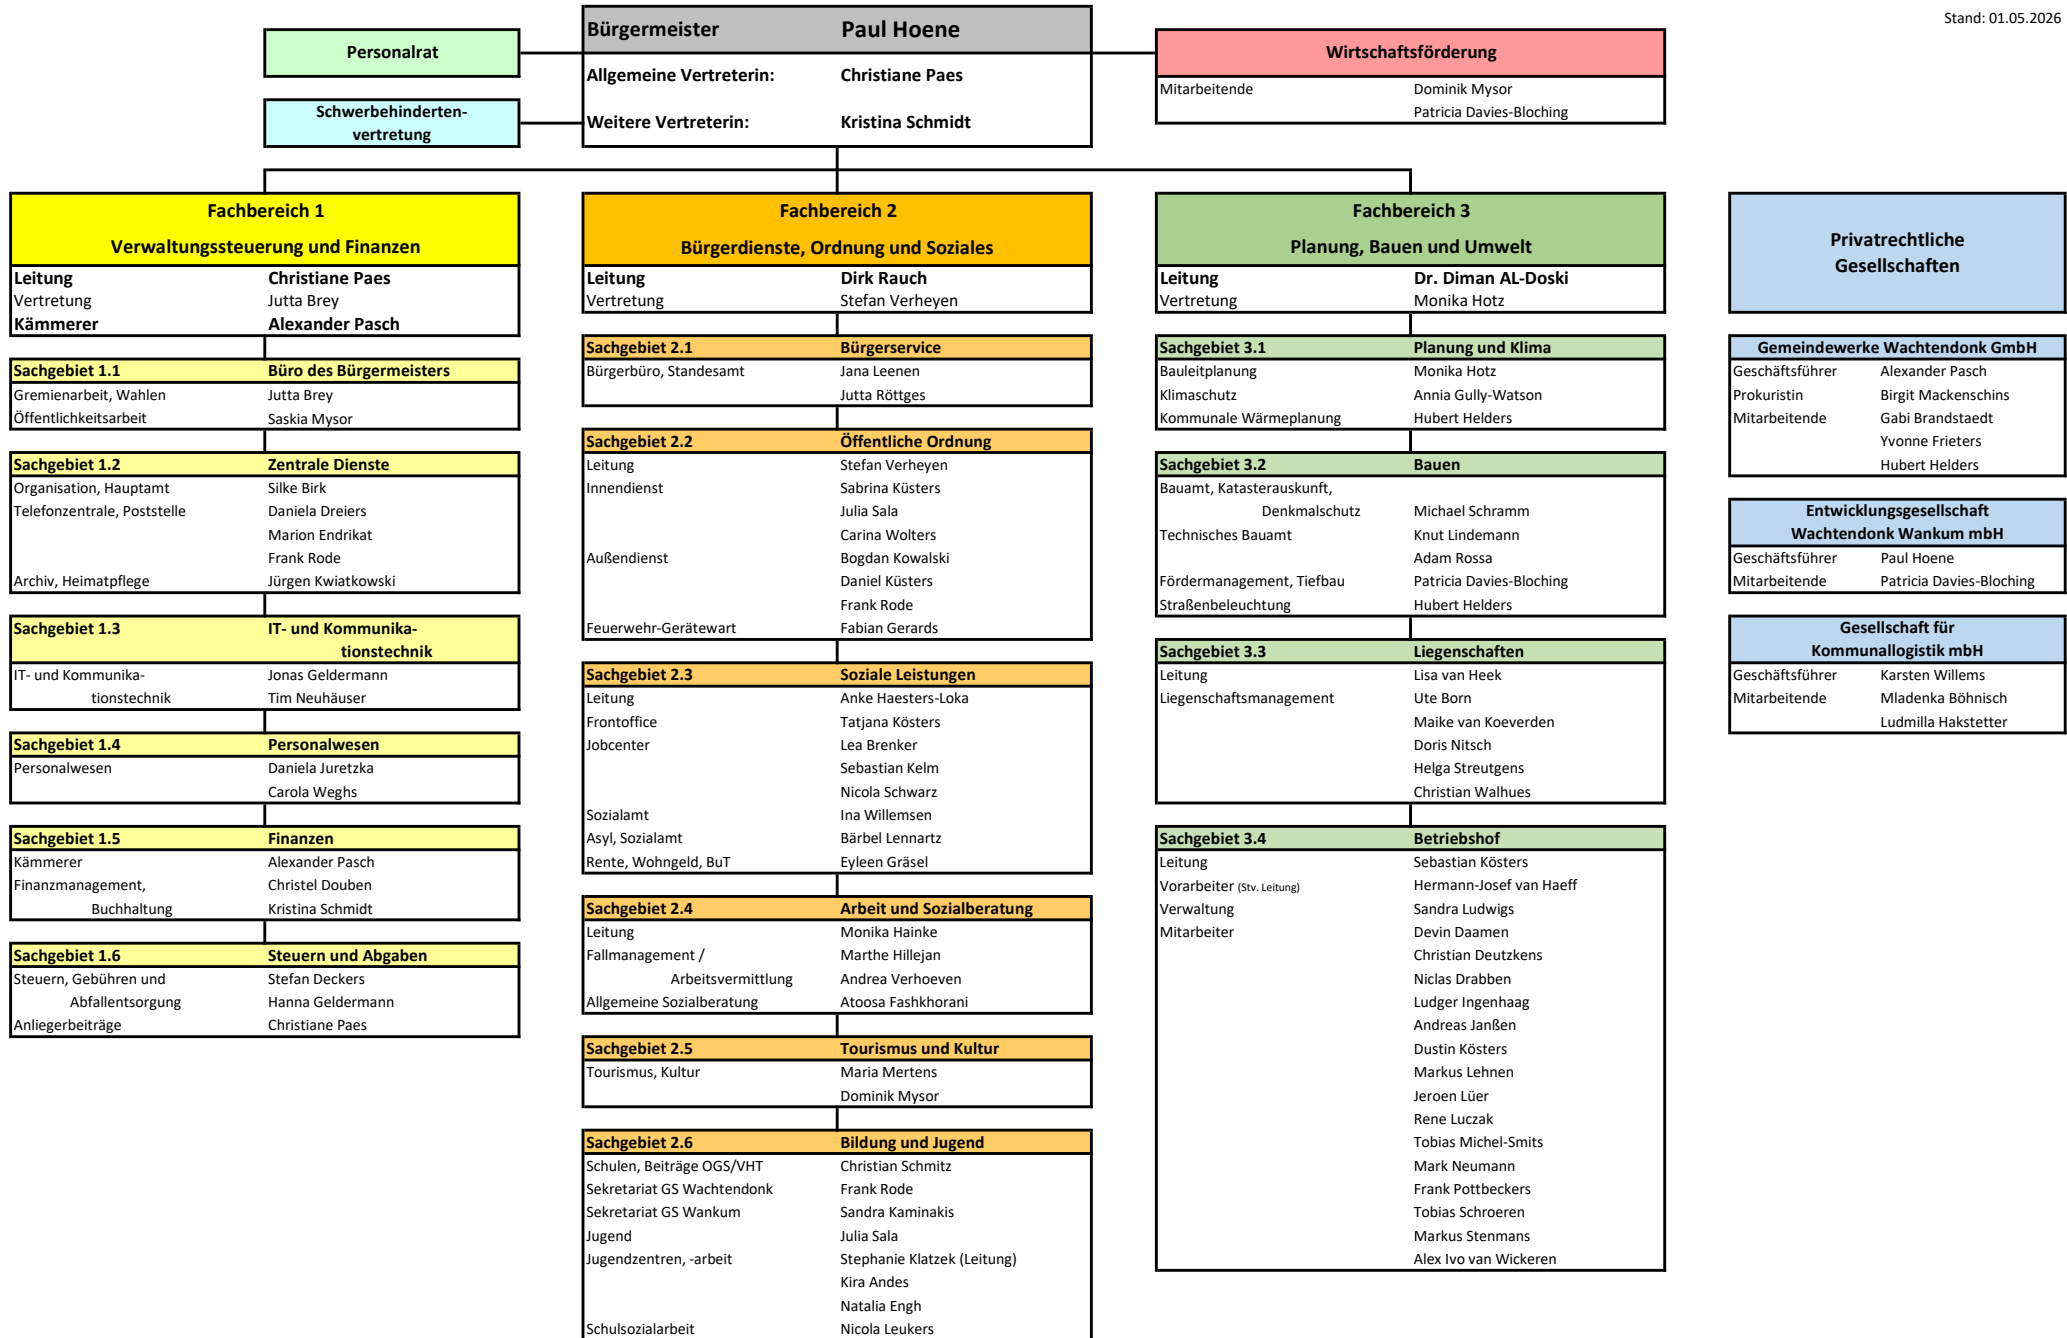 Stand: 01.05.2026
Bürgermeister Paul Hoene
Allgemeine Vertreterin: Christiane Paes
Weitere Vertreterin: Kristina Schmidt
Personalrat
Schwerbehinderten-
vertretung
Wirtschaftsförderung
Mitarbeitende Dominik Mysor
Patricia Davies-Bloching
Fachbereich 1
Verwaltungssteuerung und Finanzen
Leitung Christiane Paes
Vertretung Jutta Brey
Kämmerer Alexander Pasch
Sachgebiet 1.1 Büro des Bürgermeisters
Gremienarbeit, Wahlen Jutta Brey
Öffentlichkeitsarbeit Saskia Mysor
Sachgebiet 1.2 Zentrale Dienste
Organisation, Hauptamt Silke Birk
Telefonzentrale, Poststelle Daniela Dreiers
Marion Endrikat
Frank Rode
Archiv, Heimatpflege Jürgen Kwiatkowski
Sachgebiet 1.3 IT- und Kommunika-
tionstechnik
IT- und Kommunika- Jonas Geldermann
tionstechnik Tim Neuhäuser
Sachgebiet 1.4 Personalwesen
Personalwesen Daniela Juretzka
Carola Weghs
Sachgebiet 1.5 Finanzen
Kämmerer Alexander Pasch
Finanzmanagement, Christel Douben
Buchhaltung Kristina Schmidt
Sachgebiet 1.6 Steuern und Abgaben
Steuern, Gebühren und Stefan Deckers
Abfallentsorgung Hanna Geldermann
Anliegerbeiträge Christiane Paes
Fachbereich 2
Bürgerdienste, Ordnung und Soziales
Leitung Dirk Rauch
Vertretung Stefan Verheyen
Sachgebiet 2.1 Bürgerservice
Bürgerbüro, Standesamt Jana Leenen
Jutta Röttges
Sachgebiet 2.2 Öffentliche Ordnung
Leitung Stefan Verheyen
Innendienst Sabrina Küsters
Julia Sala
Carina Wolters
Außendienst Bogdan Kowalski
Daniel Küsters
Frank Rode
Feuerwehr-Gerätewart Fabian Gerards
Sachgebiet 2.3 Soziale Leistungen
Leitung Anke Haesters-Loka
Frontoffice Tatjana Kösters
Jobcenter Lea Brenker
Sebastian Kelm
Nicola Schwarz
Sozialamt Ina Willemsen
Asyl, Sozialamt Bärbel Lennartz
Rente, Wohngeld, BuT Eyleen Gräsel
Sachgebiet 2.4 Arbeit und Sozialberatung
Leitung Monika Hainke
Fallmanagement / Marthe Hillejan
Arbeitsvermittlung Andrea Verhoeven
Allgemeine Sozialberatung Atoosa Fashkhorani
Sachgebiet 2.5 Tourismus und Kultur
Tourismus, Kultur Maria Mertens
Dominik Mysor
Sachgebiet 2.6 Bildung und Jugend
Schulen, Beiträge OGS/VHT Christian Schmitz
Sekretariat GS Wachtendonk Frank Rode
Sekretariat GS Wankum Sandra Kaminakis
Jugend Julia Sala
Jugendzentren, -arbeit Stephanie Klatzek (Leitung)
Kira Andes
Natalia Engh
Schulsozialarbeit Nicola Leukers
Fachbereich 3
Planung, Bauen und Umwelt
Leitung Dr. Diman AL-Doski
Vertretung Monika Hotz
Sachgebiet 3.1 Planung und Klima
Bauleitplanung Monika Hotz
Klimaschutz Annia Gully-Watson
Kommunale Wärmeplanung Hubert Helders
Sachgebiet 3.2 Bauen
Bauamt, Katasterauskunft,
Denkmalschutz Michael Schramm
Technisches Bauamt Knut Lindemann
Adam Rossa
Fördermanagement, Tiefbau Patricia Davies-Bloching
Straßenbeleuchtung Hubert Helders
Sachgebiet 3.3 Liegenschaften
Leitung Lisa van Heek
Liegenschaftsmanagement Ute Born
Maike van Koeverden
Doris Nitsch
Helga Streutgens
Christian Walhues
Sachgebiet 3.4 Betriebshof
Leitung Sebastian Kösters
Vorarbeiter (Stv. Leitung) Hermann-Josef van Haeff
Verwaltung Sandra Ludwigs
Mitarbeiter Devin Daamen
Christian Deutzkens
Niclas Drabben
Ludger Ingenhaag
Andreas Janßen
Dustin Kösters
Markus Lehnen
Jeroen Lüer
Rene Luczak
Tobias Michel-Smits
Mark Neumann
Frank Pottbeckers
Tobias Schroeren
Markus Stenmans
Alex Ivo van Wickeren
Privatrechtliche
Gesellschaften
Gemeindewerke Wachtendonk GmbH
Geschäftsführer Alexander Pasch
Prokuristin Birgit Mackenschins
Mitarbeitende Gabi Brandstaedt
Yvonne Frieters
Hubert Helders
Entwicklungsgesellschaft
Wachtendonk Wankum mbH
Geschäftsführer Paul Hoene
Mitarbeitende Patricia Davies-Bloching
Gesellschaft für
Kommunallogistik mbH
Geschäftsführer Karsten Willems
Mitarbeitende Mladenka Böhnisch
Ludmilla Hakstetter